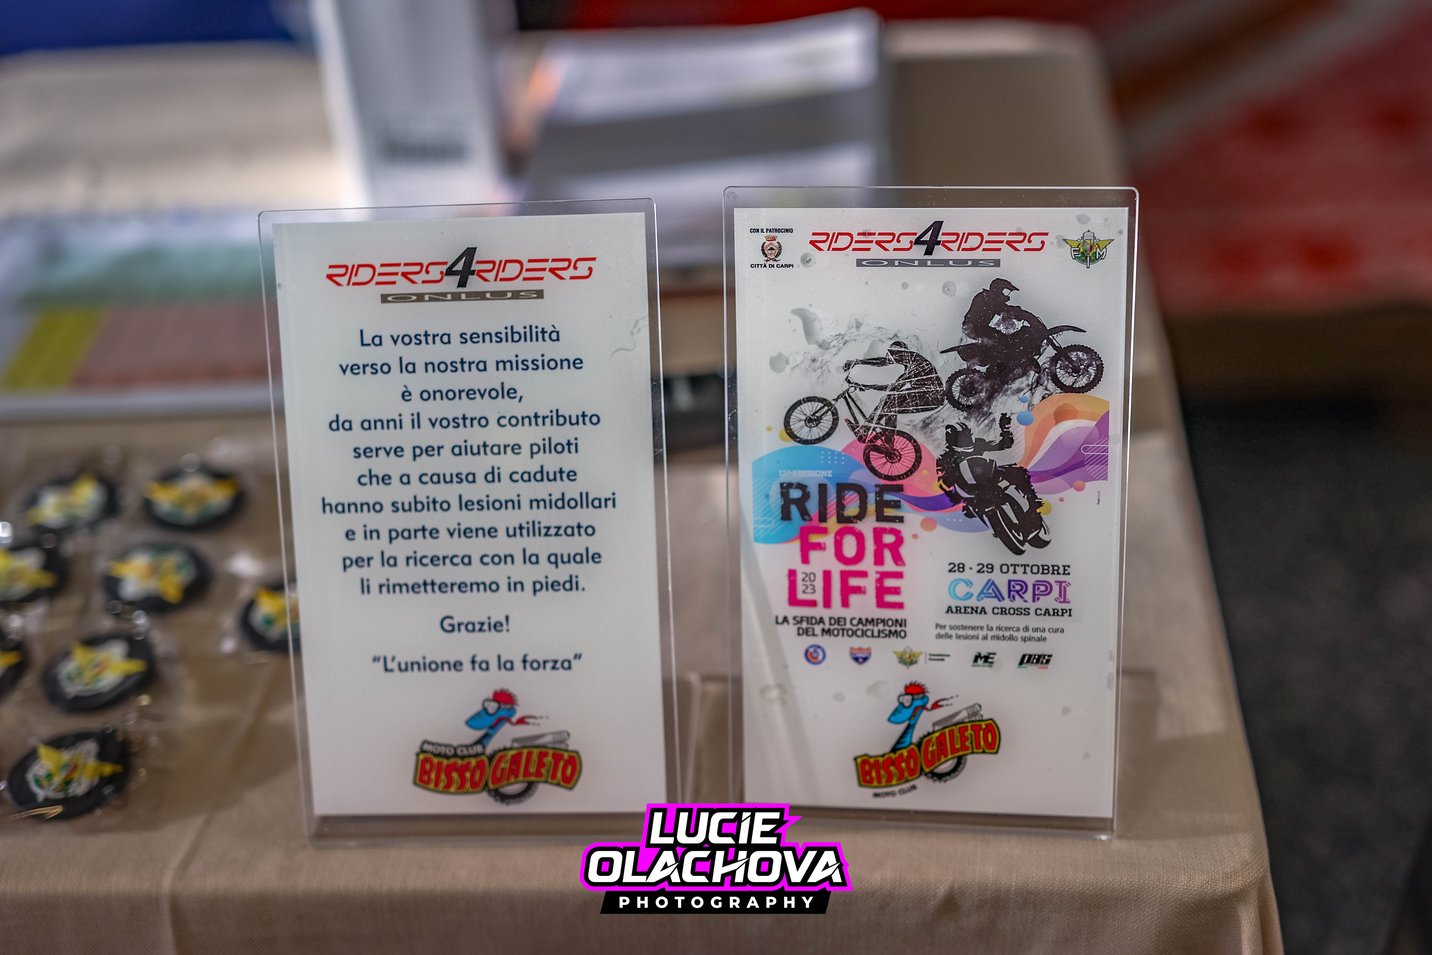 RIDERS4RIDERS
ONLUS
La vostra sensibilità
verso la nostra missione
è onorevole,
da anni il vostro contributo
serve per aiutare piloti
che a causa di cadute
hanno subito lesioni midollari
e in parte viene utilizzato
per la ricerca con la quale
li rimetteremo in piedi.
Grazie!
"L'unione fa la forza"
MOTO CLUB
BISSO GALETO
CON IL PATROCINIO
CITTÀ DI CARPI
RIDERS4RIDERS
ONLUS
FM
12ª EDIZIONE
RIDE
FOR
2023
LIFE
LA SFIDA DEI CAMPIONI
DEL MOTOCICLISMO
28 · 29 OTTOBRE
CARPI
ARENA CROSS CARPI
Per sostenere la ricerca di una cura
delle lesioni al midollo spinale
BISSO GALETO
MOTO CLUB
LUCIE
OLACHOVA
PHOTOGRAPHY